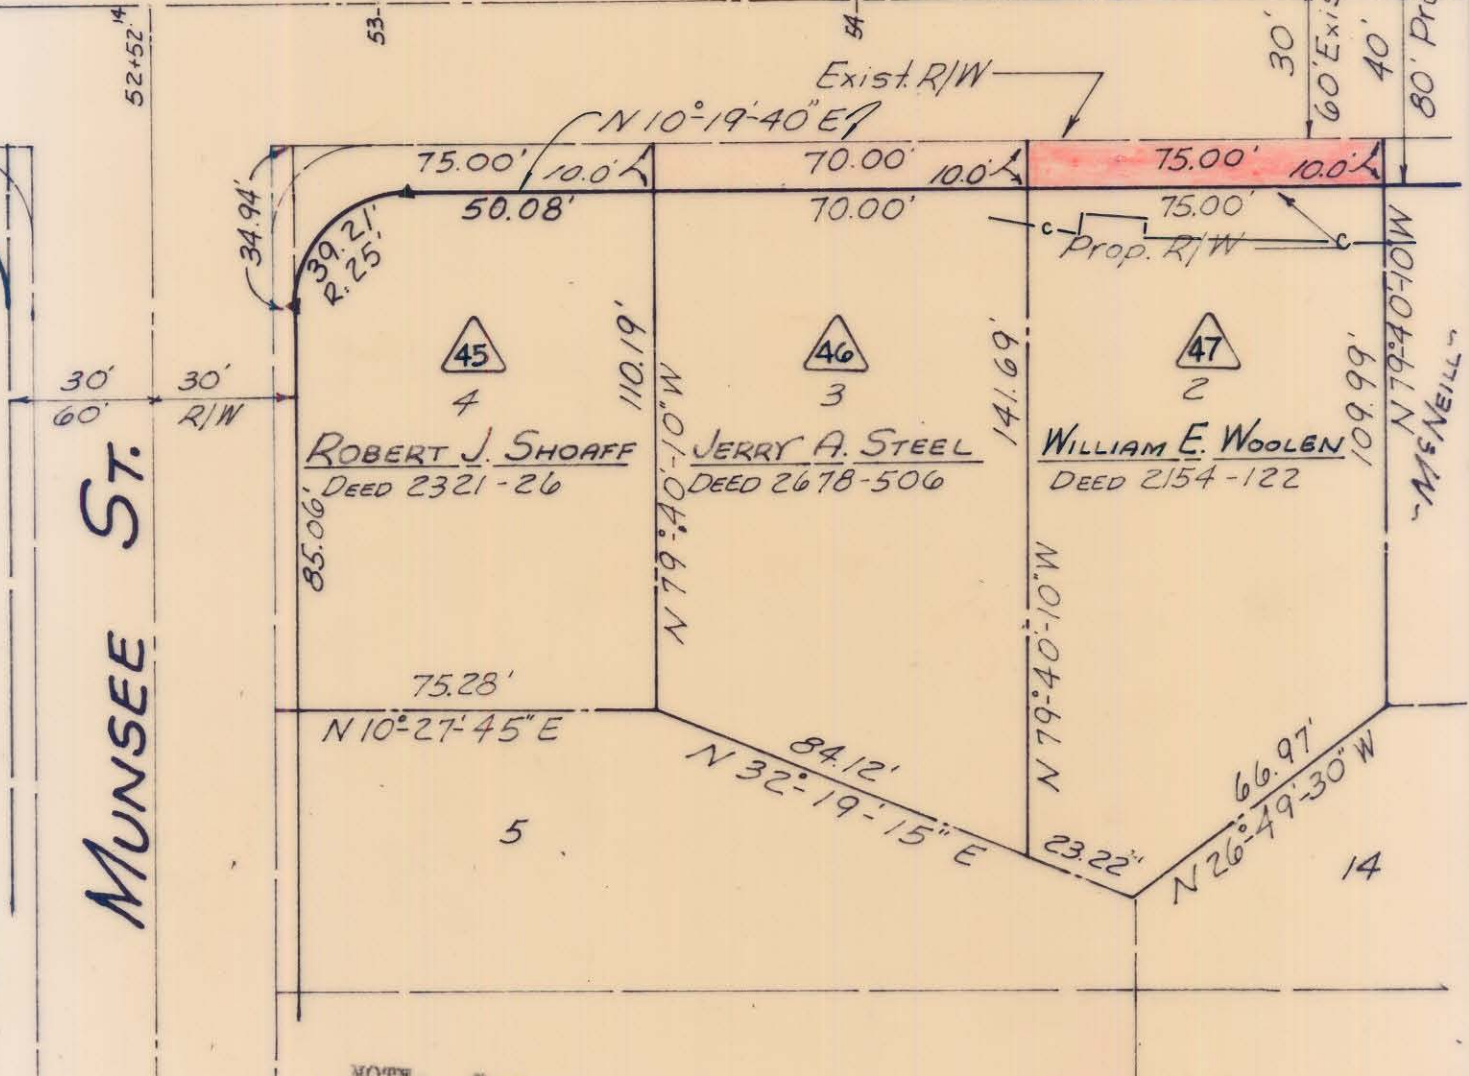 52+52.14
53-
54-
30'
60' Exis
40'
80' Pro
Exist. R/W
N 10°-19'-40" E
75.00' 10.0'
70.00' 10.0'
75.00' 10.0'
50.08'
70.00'
75.00'
34.94'
39.21'
R: 25'
C
Prop. R/W
C
N 79°-40'-10" W
45
46
47
4
3
2
110.19'
141.69'
109.99'
30' 30'
60' R/W
ROBERT J. SHOAFF
DEED 2321-26
JERRY A. STEEL
DEED 2678-506
WILLIAM E. WOOLEN
DEED 2154-122
~McNEILL~
85.06'
N 79°-40'-10" W
N 79°-40'-10" W
MUNSEE ST.
75.28'
N 10°-27'-45" E
84.12'
N 32°-19'-15" E
66.97'
N 26°-49'-30" W
23.22'
5
14